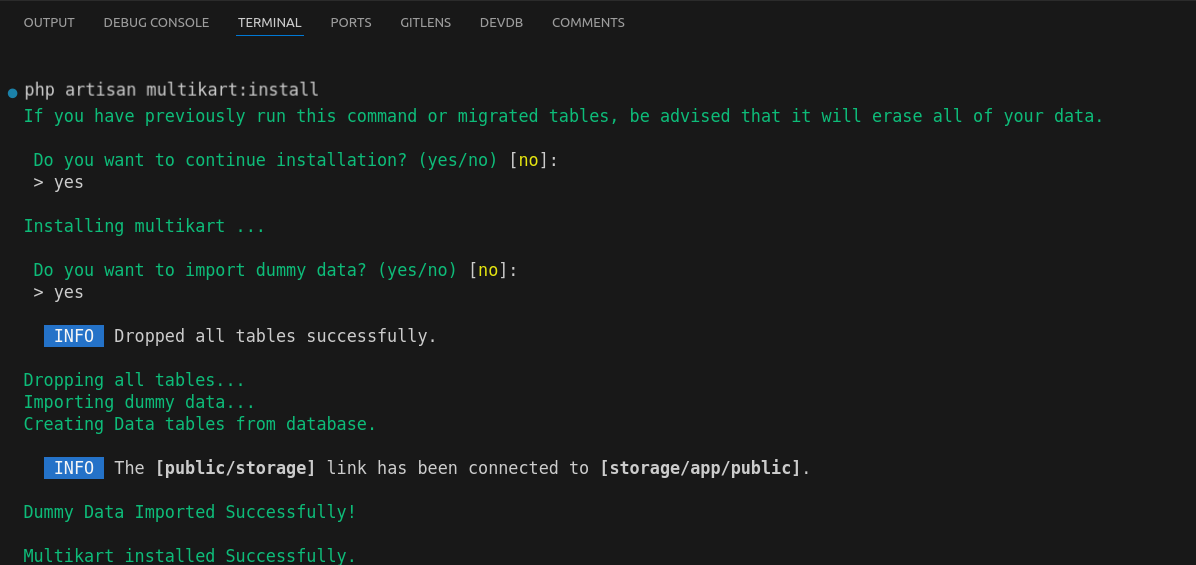 OUTPUT DEBUG CONSOLE TERMINAL PORTS GITLENS DEVDB COMMENTS
php artisan multikart:install
If you have previously run this command or migrated tables, be advised that it will erase all of your data.
Do you want to continue installation? (yes/no) [no]:
> yes
Installing multikart ...
Do you want to import dummy data? (yes/no) [no]:
> yes
INFO Dropped all tables successfully.
Dropping all tables...
Importing dummy data...
Creating Data tables from database.
INFO The [public/storage] link has been connected to [storage/app/public].
Dummy Data Imported Successfully!
Multikart installed Successfully.